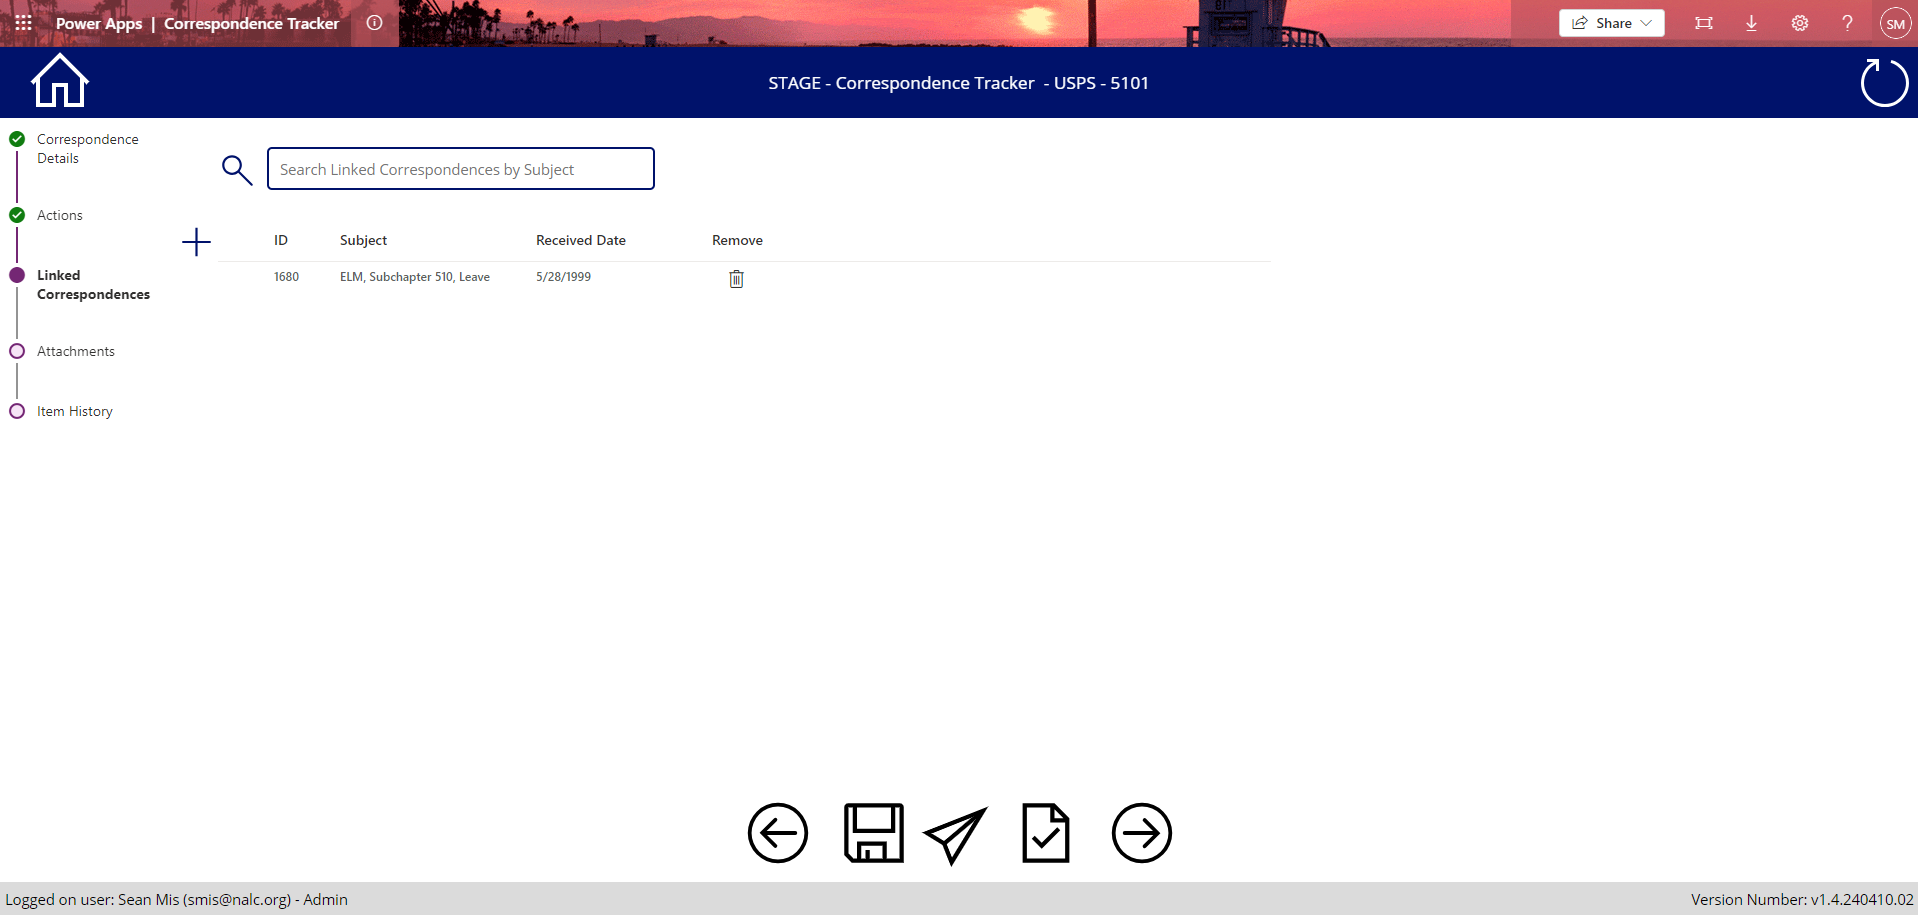 Power Apps | Correspondence Tracker
Share
SM
STAGE - Correspondence Tracker - USPS - 5101
Correspondence
Details
Actions
Linked
Correspondences
Attachments
Item History
Search Linked Correspondences by Subject
ID Subject Received Date Remove
1680 ELM, Subchapter 510, Leave 5/28/1999
Logged on user: Sean Mis (smis@nalc.org) - Admin
Version Number: v1.4.240410.02